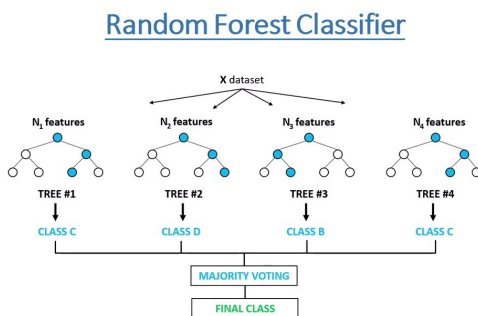 Random Forest Classifier
X dataset
N₁ features N₂ features N₃ features N₄ features
TREE #1 TREE #2 TREE #3 TREE #4
CLASS C CLASS D CLASS B CLASS C
MAJORITY VOTING
FINAL CLASS